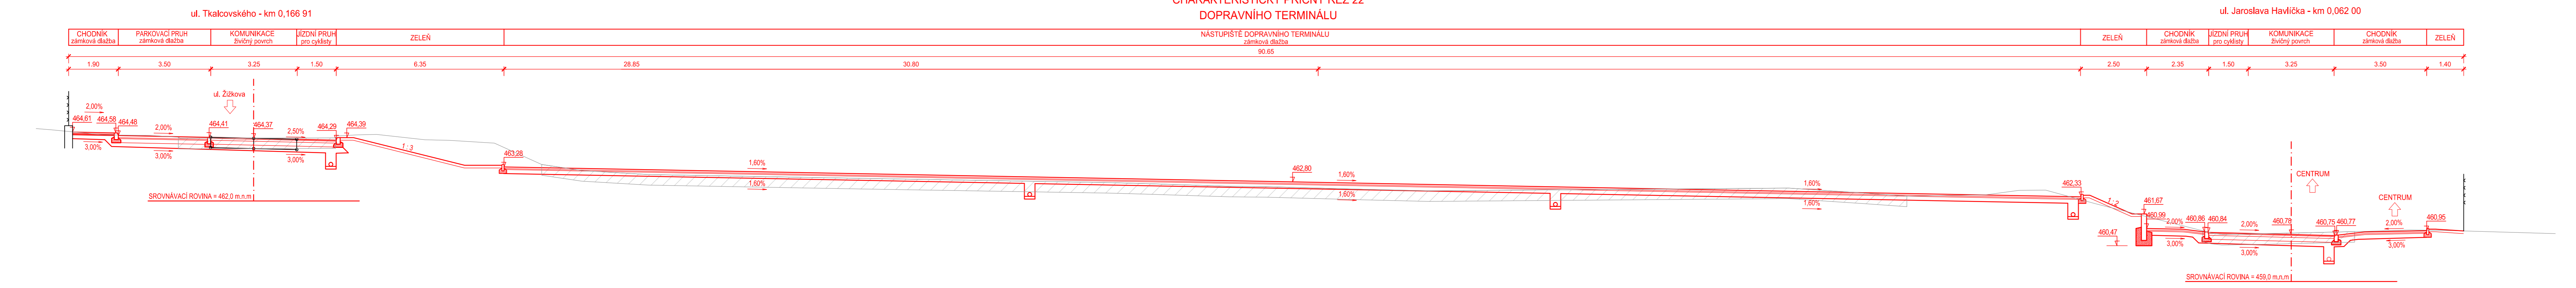 CHARAKTERISTICKÝ PŘÍČNÝ ŘEZ 22
DOPRAVNÍHO TERMINÁLU
ul. Tkalcovského - km 0,166 91
ul. Jaroslava Havlíčka - km 0,062 00
CHODNÍK
zámková dlažba
PARKOVACÍ PRUH
zámková dlažba
KOMUNIKACE
živičný povrch
JÍZDNÍ PRUH
pro cyklisty
ZELEŇ
NÁSTUPIŠTĚ DOPRAVNÍHO TERMINÁLU
zámková dlažba
ZELEŇ
CHODNÍK
zámková dlažba
JÍZDNÍ PRUH
pro cyklisty
KOMUNIKACE
živičný povrch
CHODNÍK
zámková dlažba
ZELEŇ
90.65
1.90 3.50 3.25 1.50 6.35 28.85 30.80 2.50 2.35 1.50 3.25 3.50 1.40
ul. Žižkova
2,00%
464,61 464,58 464,48
2,00%
464,41 464,37
2,50%
464,29 464,39
3,00% 3,00% 3,00%
1 : 3
463,28
1,60%
1,60%
462,80
1,60%
1,60%
1,60%
1,60%
462,33
1 : 2
461,67
460,99
460,47
2,00%
3,00%
460,86 460,84
2,00%
3,00%
460,78
460,75 460,77
2,00%
3,00%
460,95
CENTRUM
CENTRUM
SROVNÁVACÍ ROVINA = 462,0 m.n.m
SROVNÁVACÍ ROVINA = 459,0 m.n.m